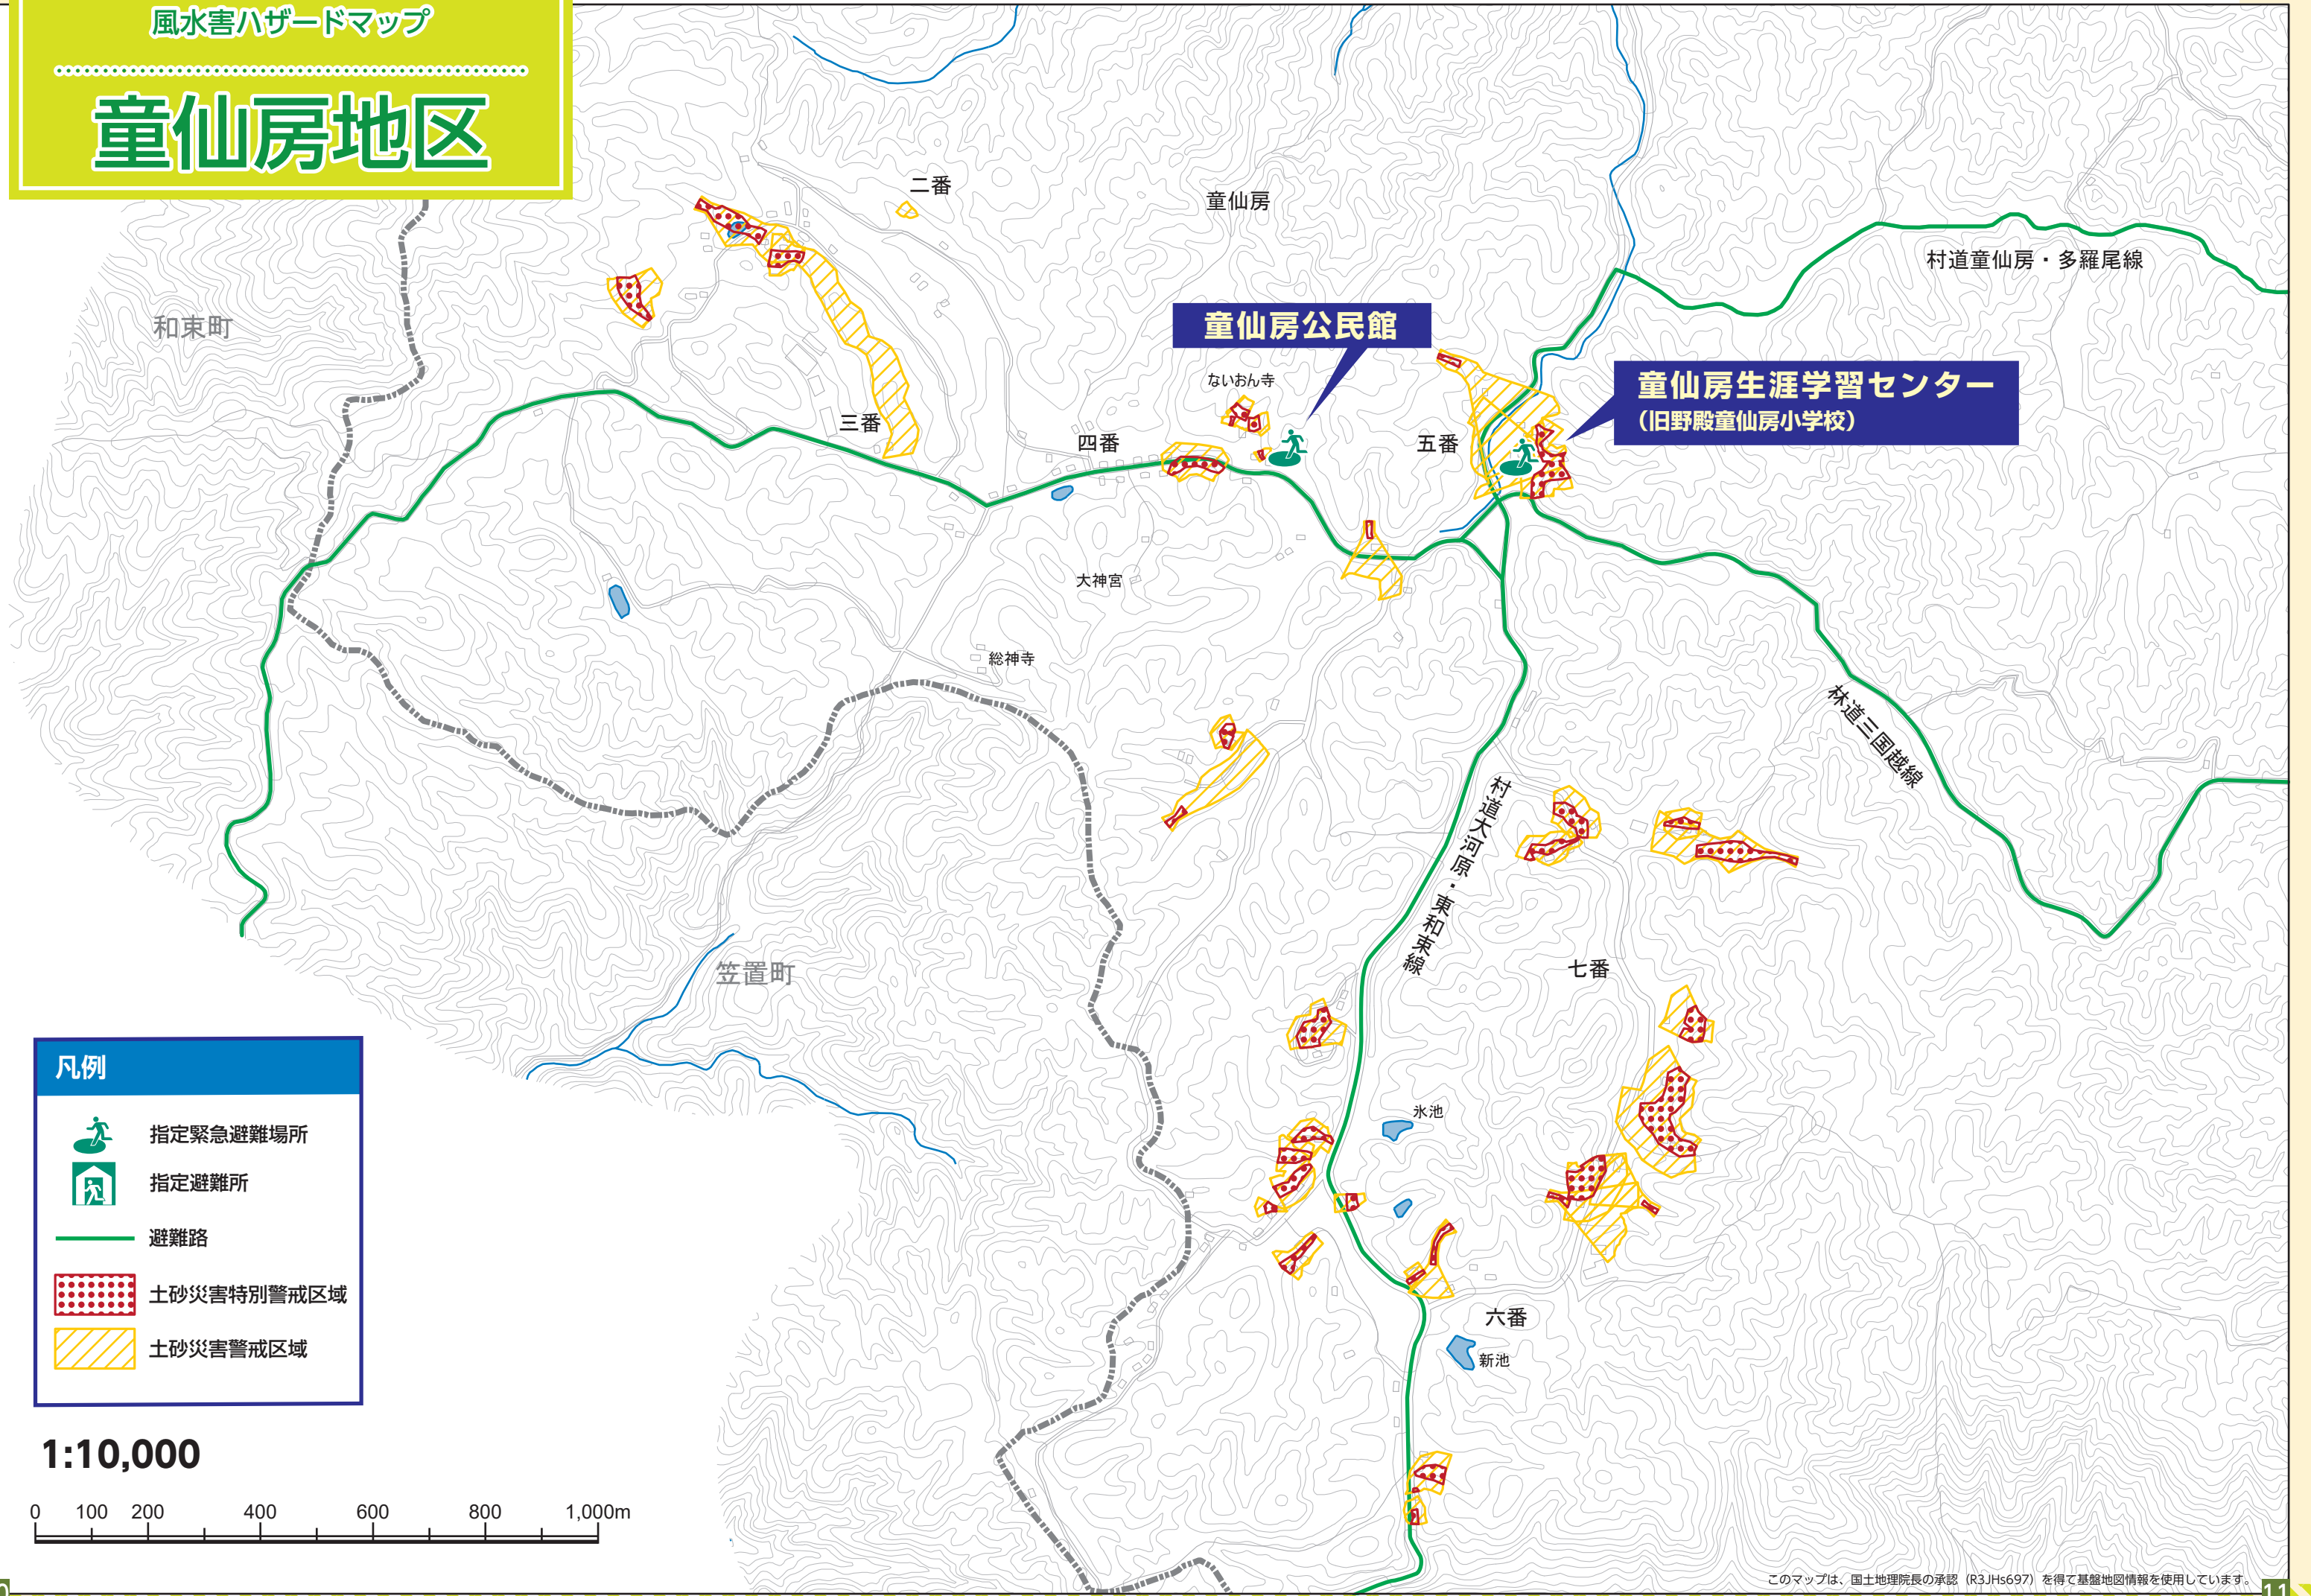 風水害ハザードマップ
童仙房地区
二番
童仙房
村道童仙房・多羅尾線
和束町
童仙房公民館
ないおん寺
童仙房生涯学習センター
（旧野殿童仙房小学校）
三番
四番
五番
大神宮
総神寺
林道三国越線
村道大河原・東和束線
七番
笠置町
氷池
六番
新池
凡例
指定緊急避難場所
指定避難所
避難路
土砂災害特別警戒区域
土砂災害警戒区域
1:10,000
0 100 200 400 600 800 1,000m
このマップは、国土地理院長の承認（R3JHs697）を得て基盤地図情報を使用しています。
11